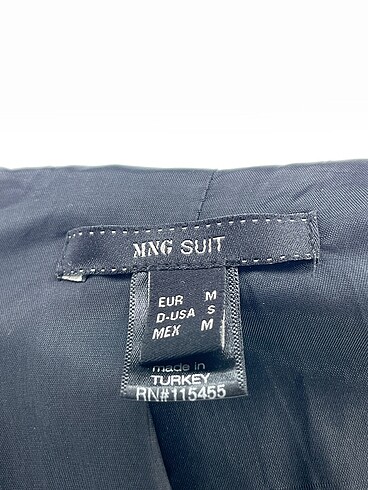 MNG SUIT
EUR M
D-USA S
MEX M
made in
TURKEY
RN#115455